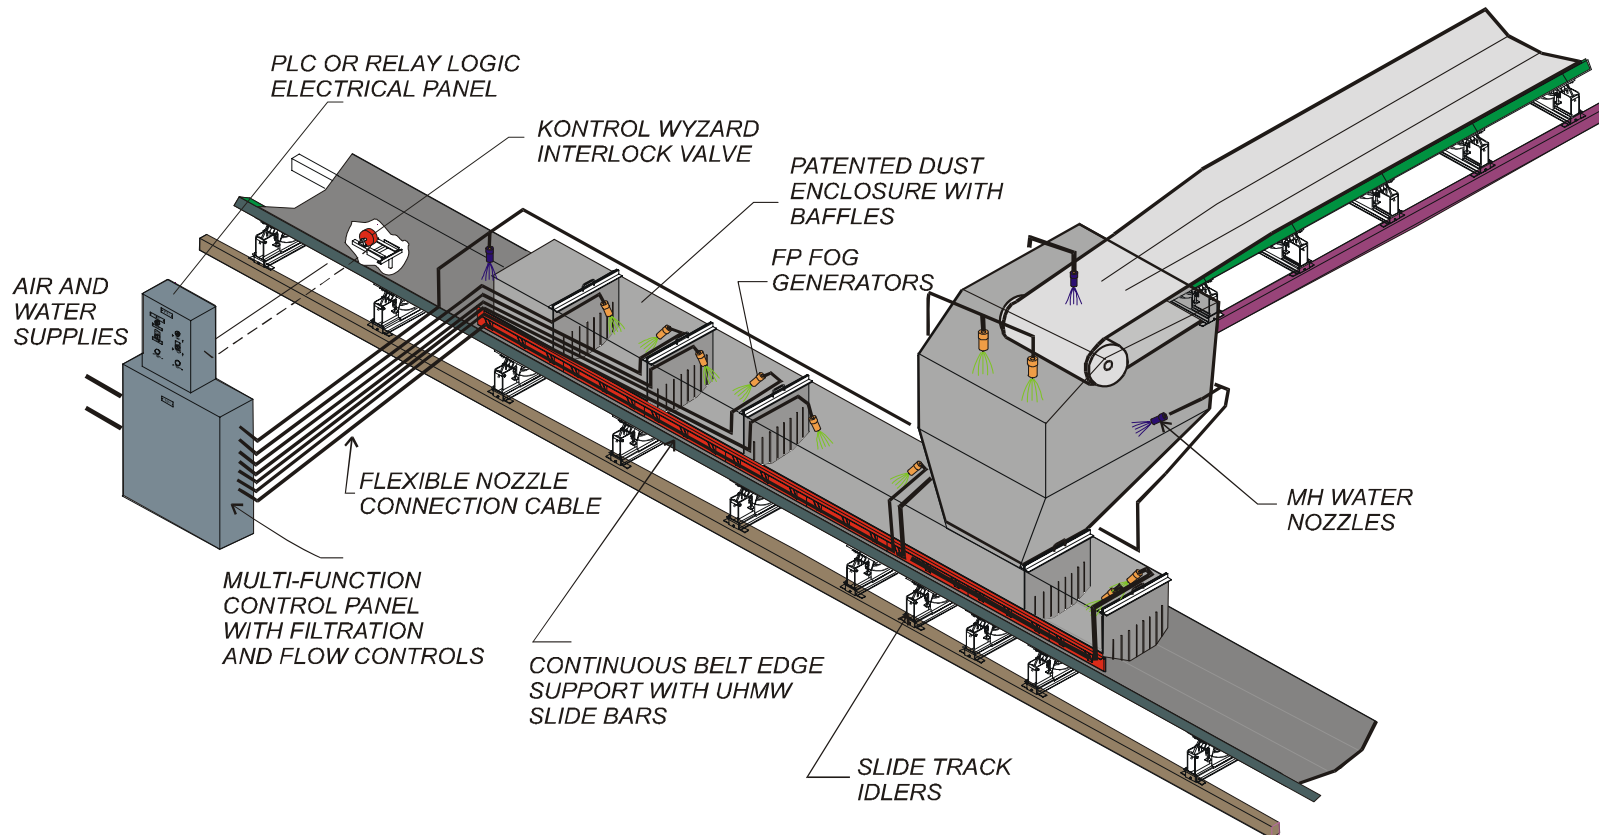 PLC OR RELAY LOGIC
ELECTRICAL PANEL
KONTROL WYZARD
INTERLOCK VALVE
PATENTED DUST
ENCLOSURE WITH
BAFFLES
FP FOG
GENERATORS
AIR AND
WATER
SUPPLIES
FLEXIBLE NOZZLE
CONNECTION CABLE
MH WATER
NOZZLES
MULTI-FUNCTION
CONTROL PANEL
WITH FILTRATION
AND FLOW CONTROLS
CONTINUOUS BELT EDGE
SUPPORT WITH UHMW
SLIDE BARS
SLIDE TRACK
IDLERS